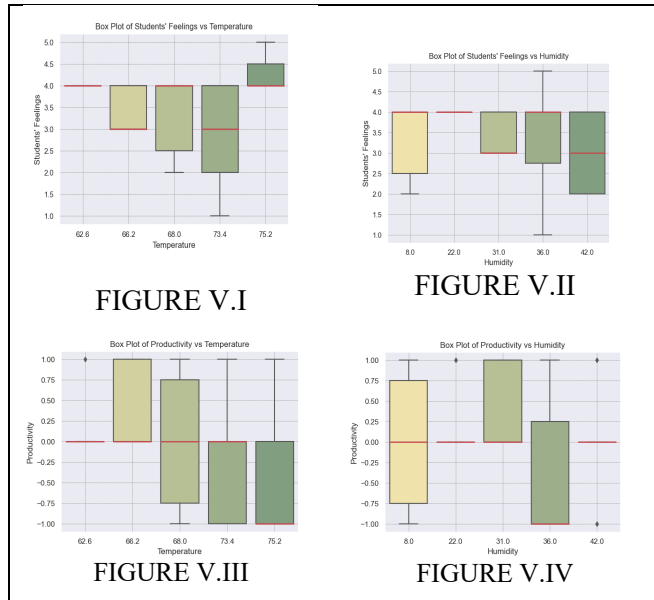 Box Plot of Students' Feelings vs Temperature
5.0
4.5
4.0
3.5
3.0
2.5
2.0
1.5
1.0
Students' Feelings
62.6 66.2 68.0 73.4 75.2
Temperature
FIGURE V.I
Box Plot of Students' Feelings vs Humidity
5.0
4.5
4.0
3.5
3.0
2.5
2.0
1.5
1.0
Students' Feelings
8.0 22.0 31.0 36.0 42.0
Humidity
FIGURE V.II
Box Plot of Productivity vs Temperature
1.00
0.75
0.50
0.25
0.00
−0.25
−0.50
−0.75
−1.00
Productivity
62.6 66.2 68.0 73.4 75.2
Temperature
FIGURE V.III
Box Plot of Productivity vs Humidity
1.00
0.75
0.50
0.25
0.00
−0.25
−0.50
−0.75
−1.00
Productivity
8.0 22.0 31.0 36.0 42.0
Humidity
FIGURE V.IV